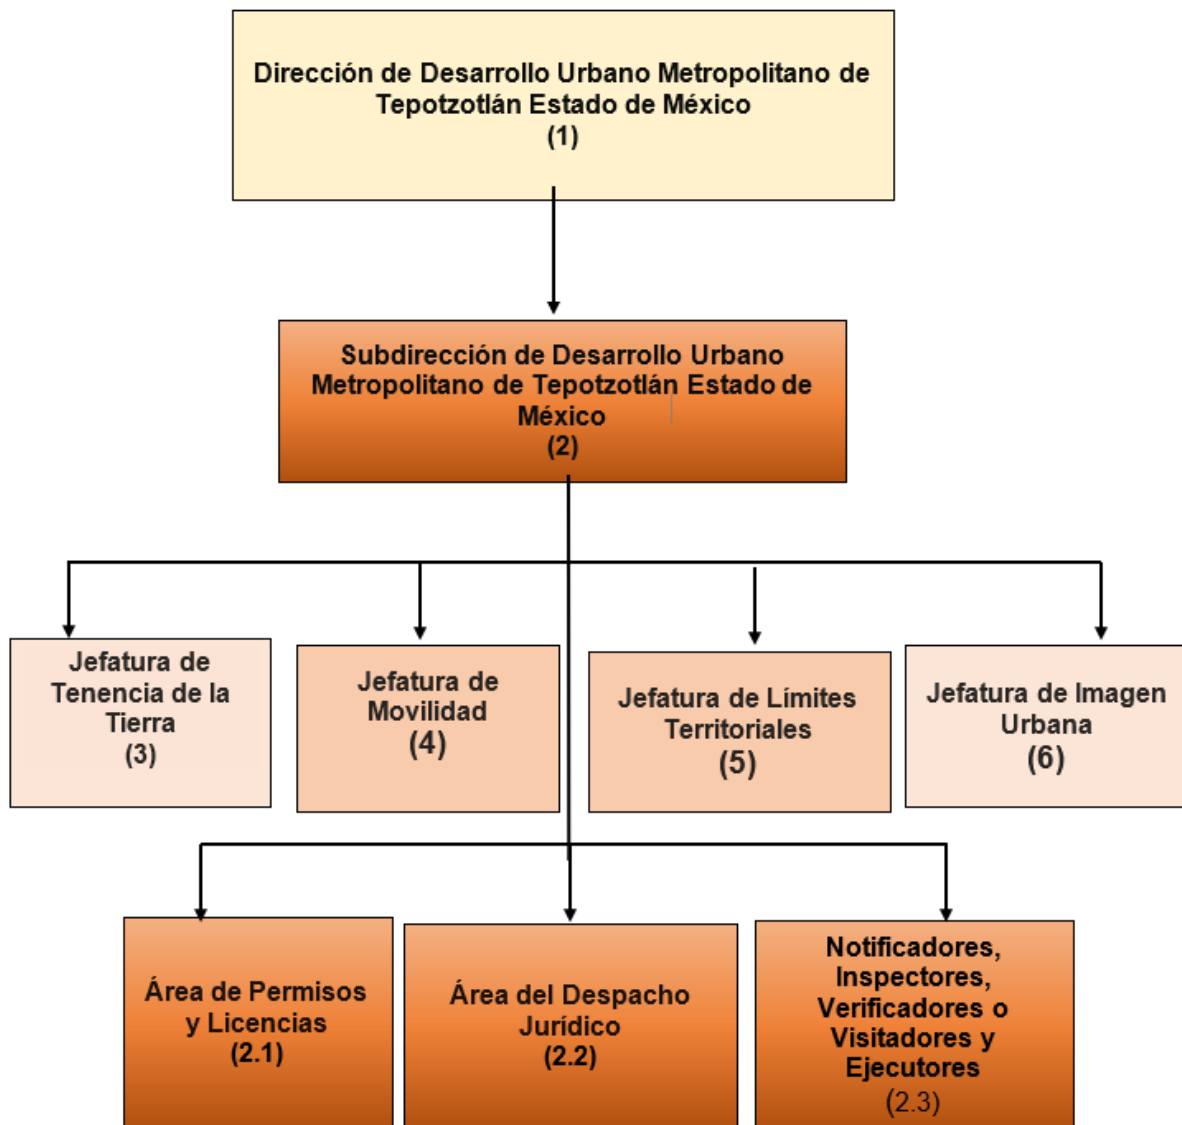 Dirección de Desarrollo Urbano Metropolitano de
Tepotzotlán Estado de México
(1)
Subdirección de Desarrollo Urbano
Metropolitano de Tepotzotlán Estado de
México
(2)
Jefatura de
Tenencia de la
Tierra
(3)
Jefatura de
Movilidad
(4)
Jefatura de Límites
Territoriales
(5)
Jefatura de Imagen
Urbana
(6)
Área de Permisos
y Licencias
(2.1)
Área del Despacho
Jurídico
(2.2)
Notificadores,
Inspectores,
Verificadores o
Visitadores y
Ejecutores
(2.3)